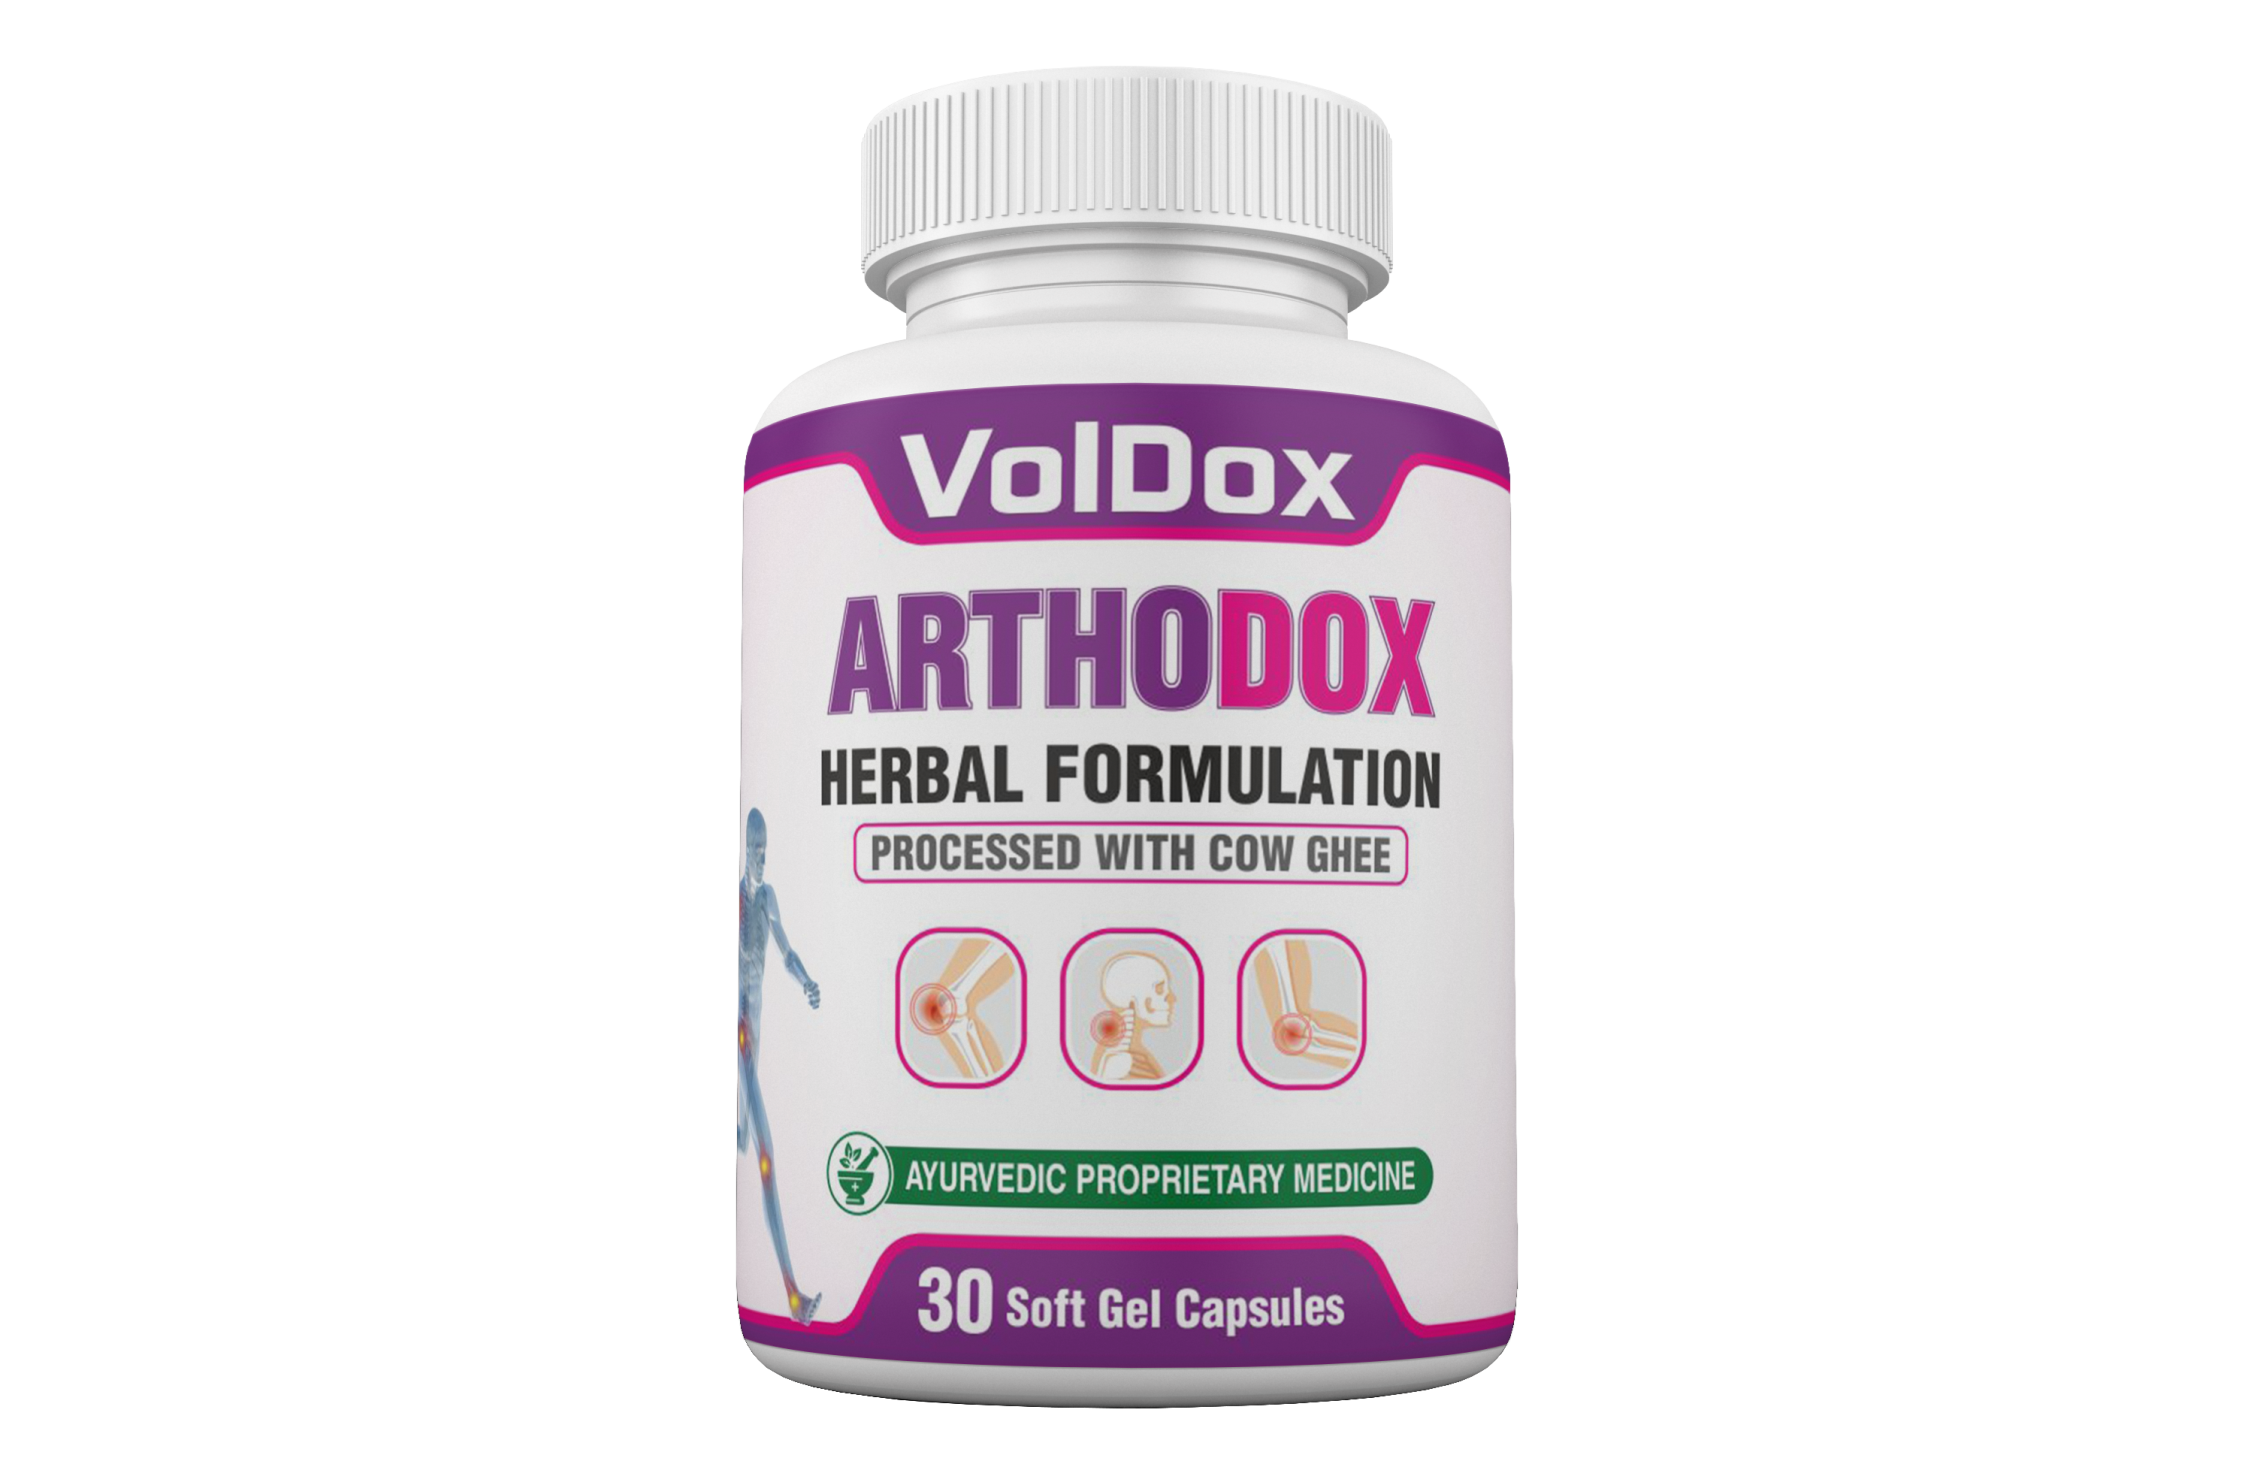 VolDox
ARTHODOX
HERBAL FORMULATION
PROCESSED WITH COW GHEE
AYURVEDIC PROPRIETARY MEDICINE
30 Soft Gel Capsules